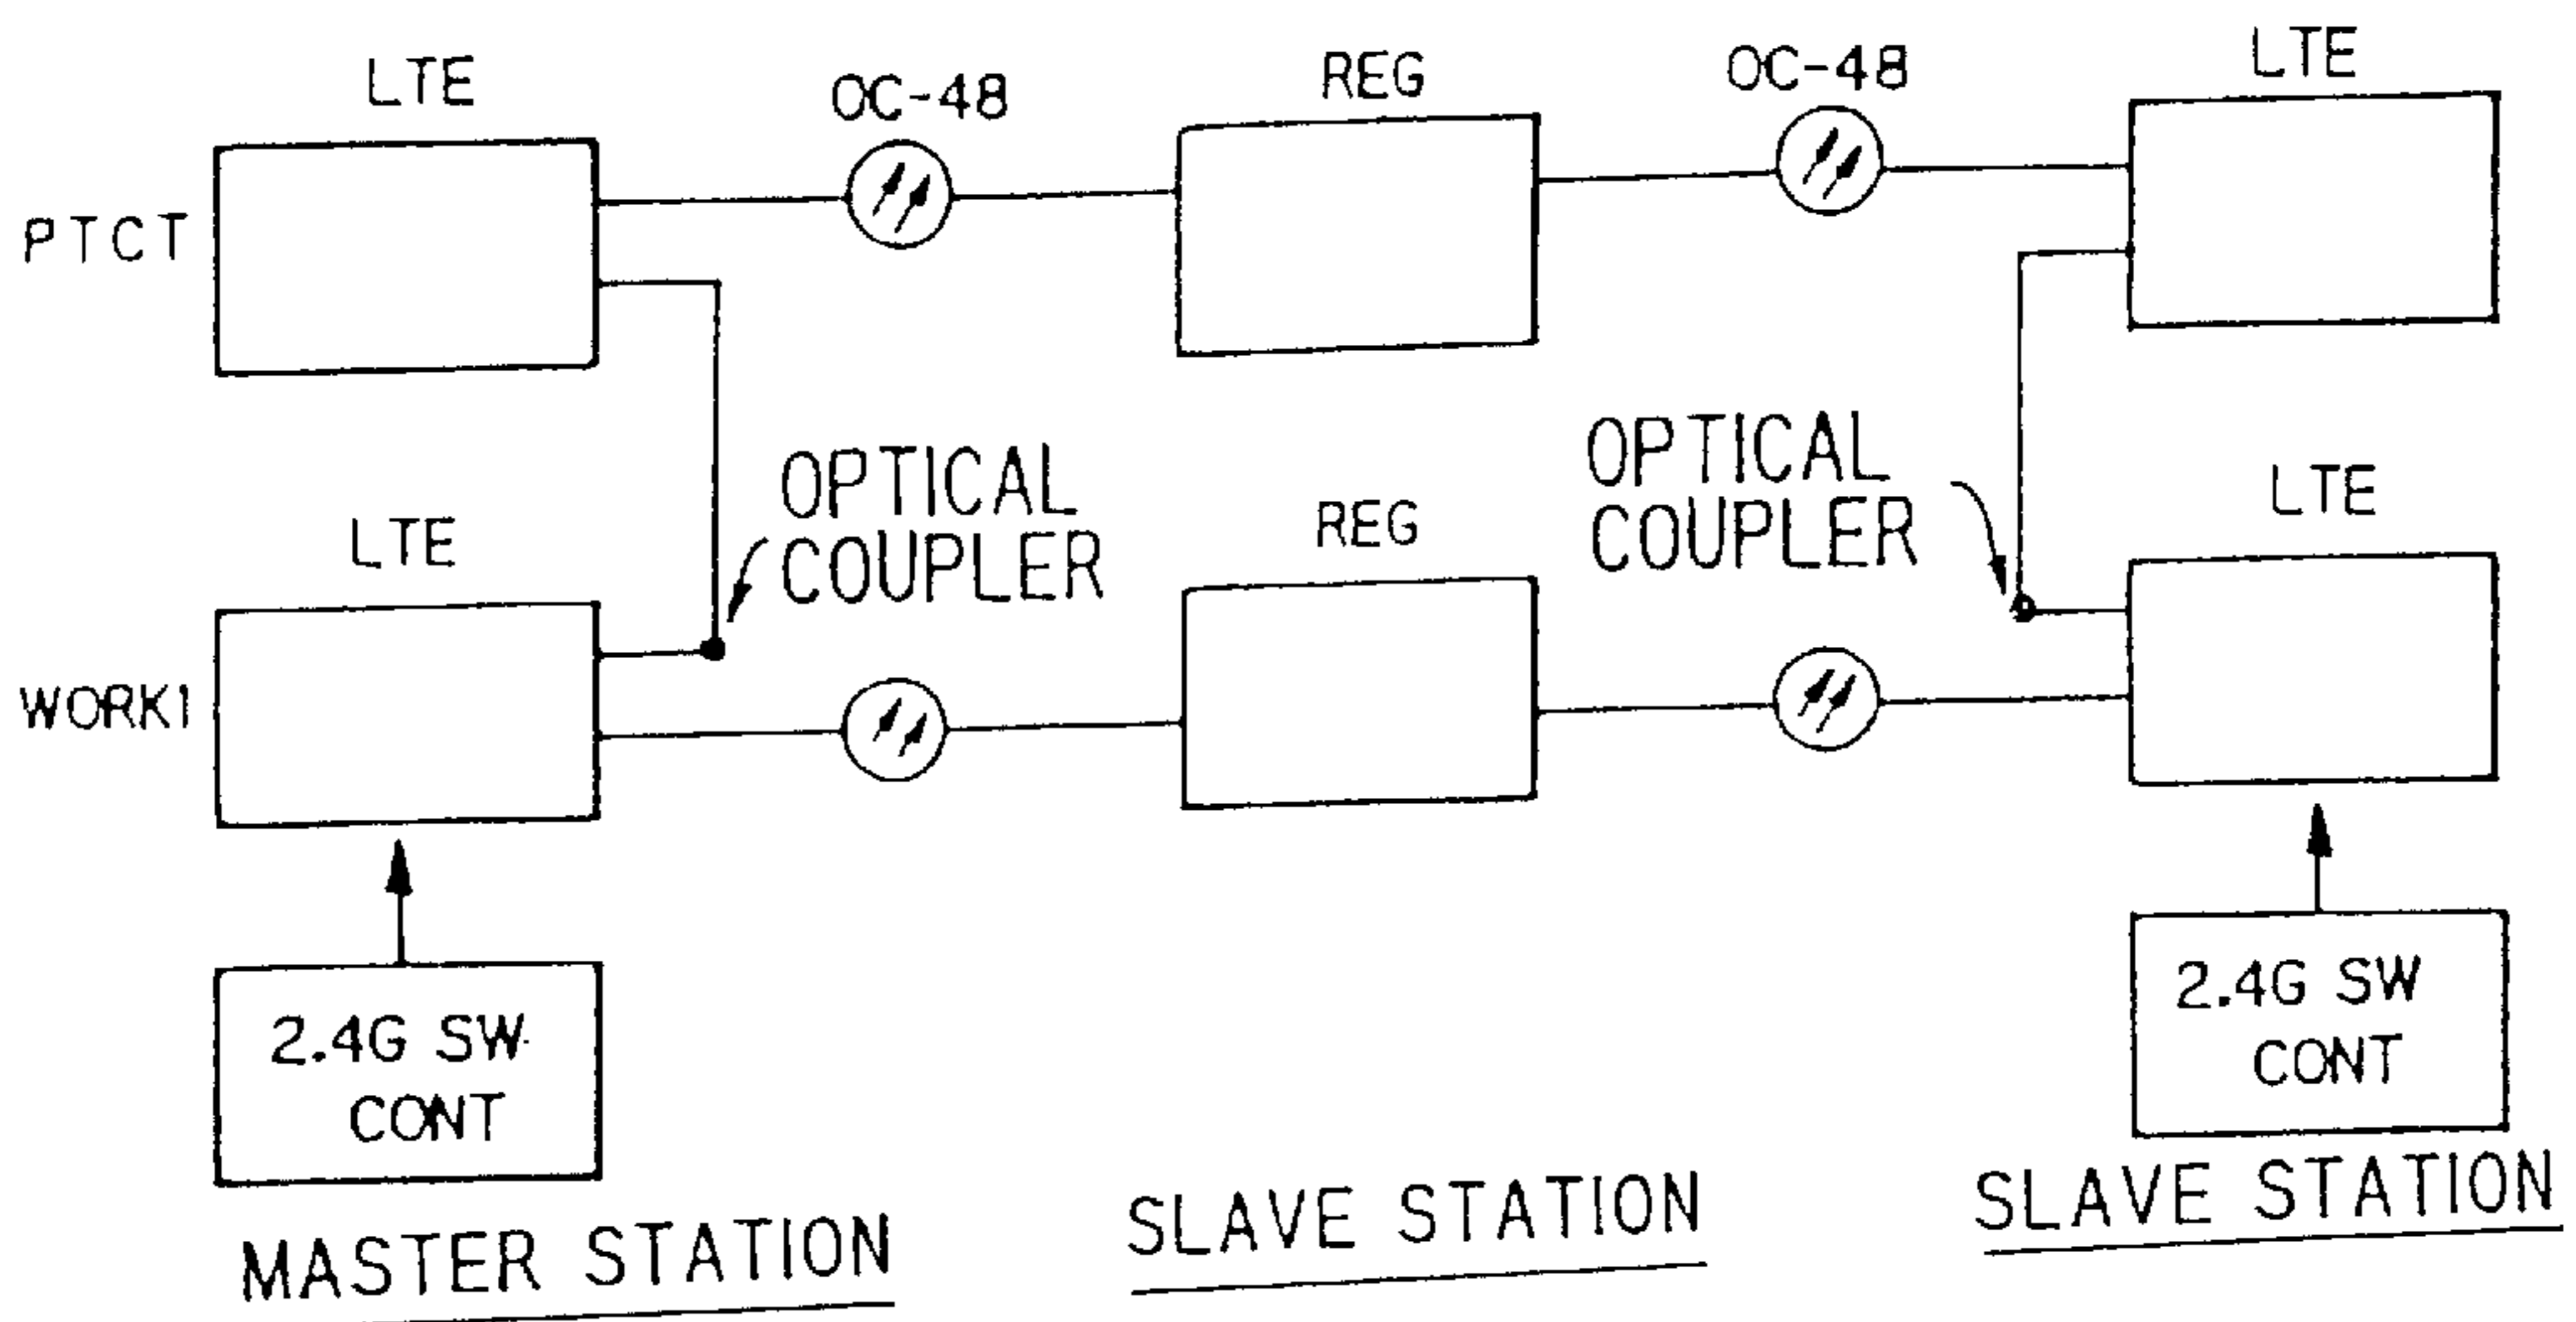 LTE
OC-48
REG
OC-48
LTE
PTCT
OPTICAL
COUPLER
OPTICAL
COUPLER
LTE
REG
LTE
WORK1
2.4G SW
CONT
2.4G SW
CONT
MASTER STATION
SLAVE STATION
SLAVE STATION